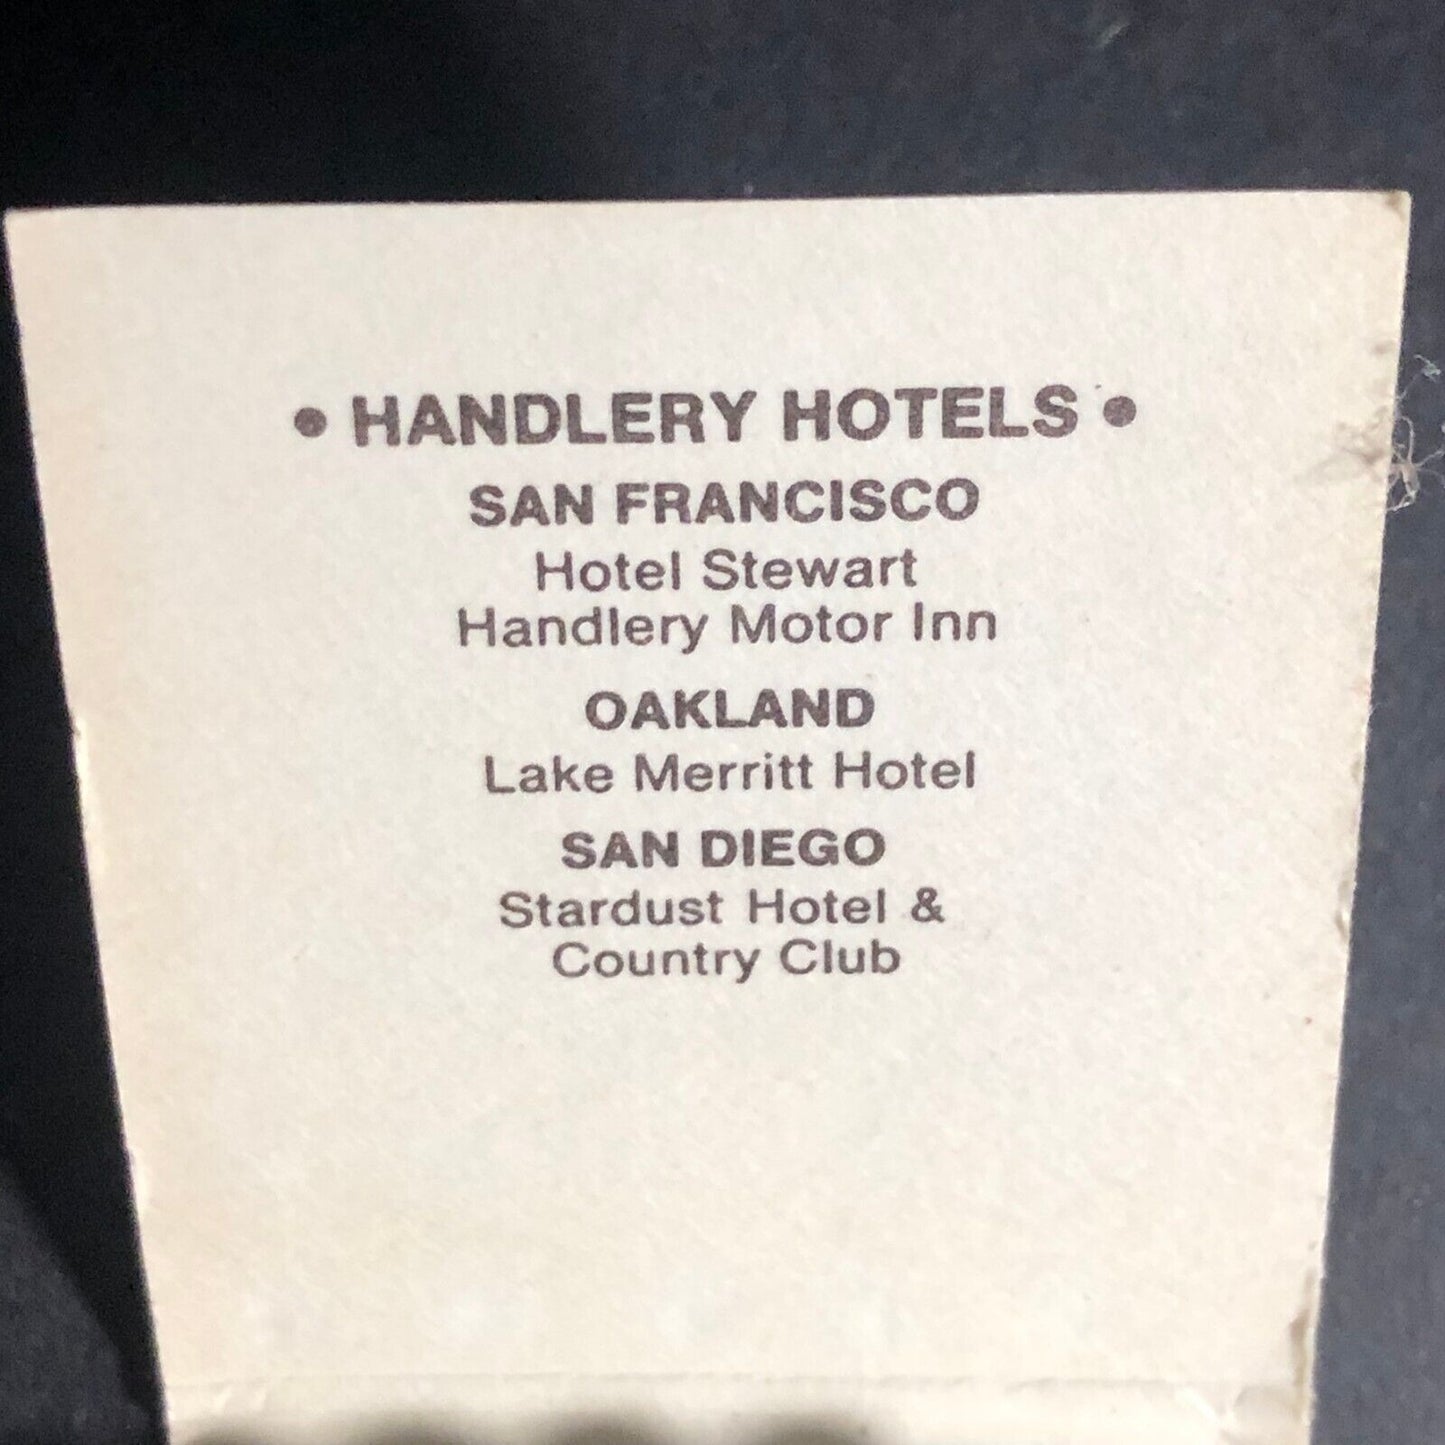 • HANDLERY HOTELS •
SAN FRANCISCO
Hotel Stewart
Handlery Motor Inn
OAKLAND
Lake Merritt Hotel
SAN DIEGO
Stardust Hotel &
Country Club